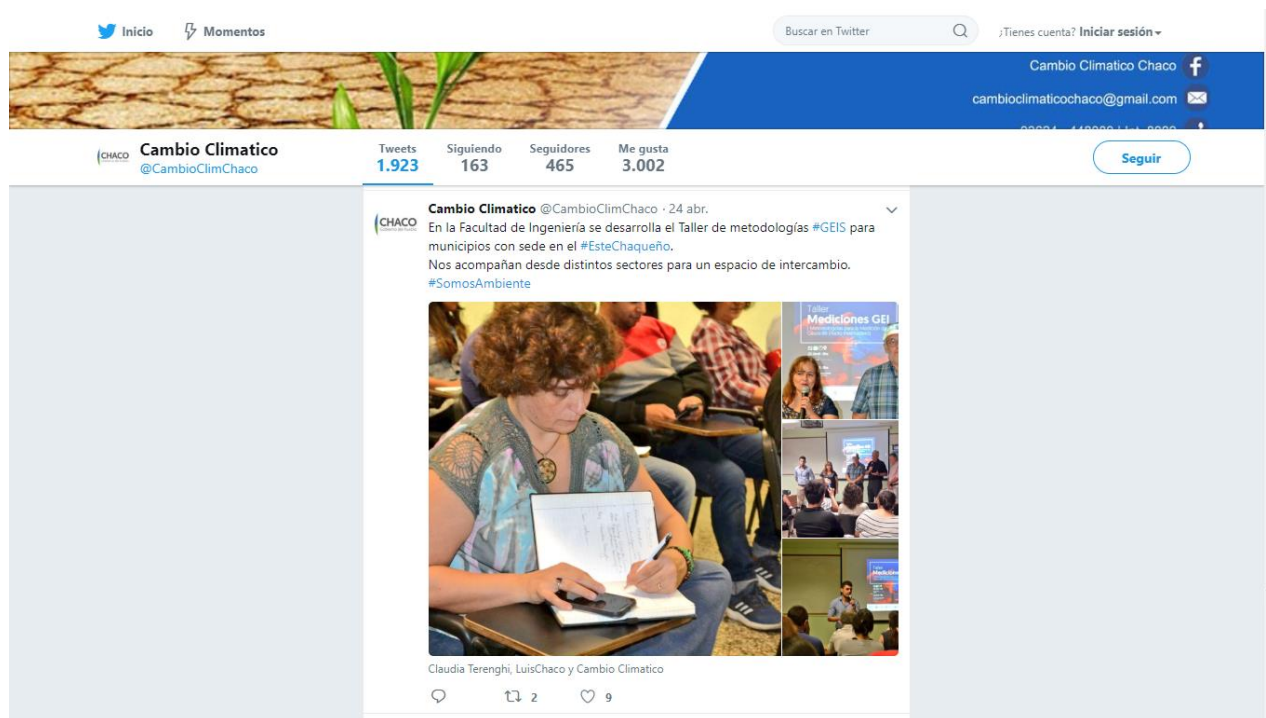 Inicio
Momentos
Buscar en Twitter
¿Tienes cuenta? Iniciar sesión
Cambio Climatico Chaco
cambioclimaticochaco@gmail.com
CHACO
Cambio Climatico
@CambioClimChaco
Tweets
1.923
Siguiendo
163
Seguidores
465
Me gusta
3.002
Seguir
CHACO
Cambio Climatico @CambioClimChaco · 24 abr.
En la Facultad de Ingeniería se desarrolla el Taller de metodologías #GEIS para
municipios con sede en el #EsteChaqueño.
Nos acompañan desde distintos sectores para un espacio de intercambio.
#SomosAmbiente
Taller
Mediciones GEI
Claudia Terenghi, LuisChaco y Cambio Climatico
2
9